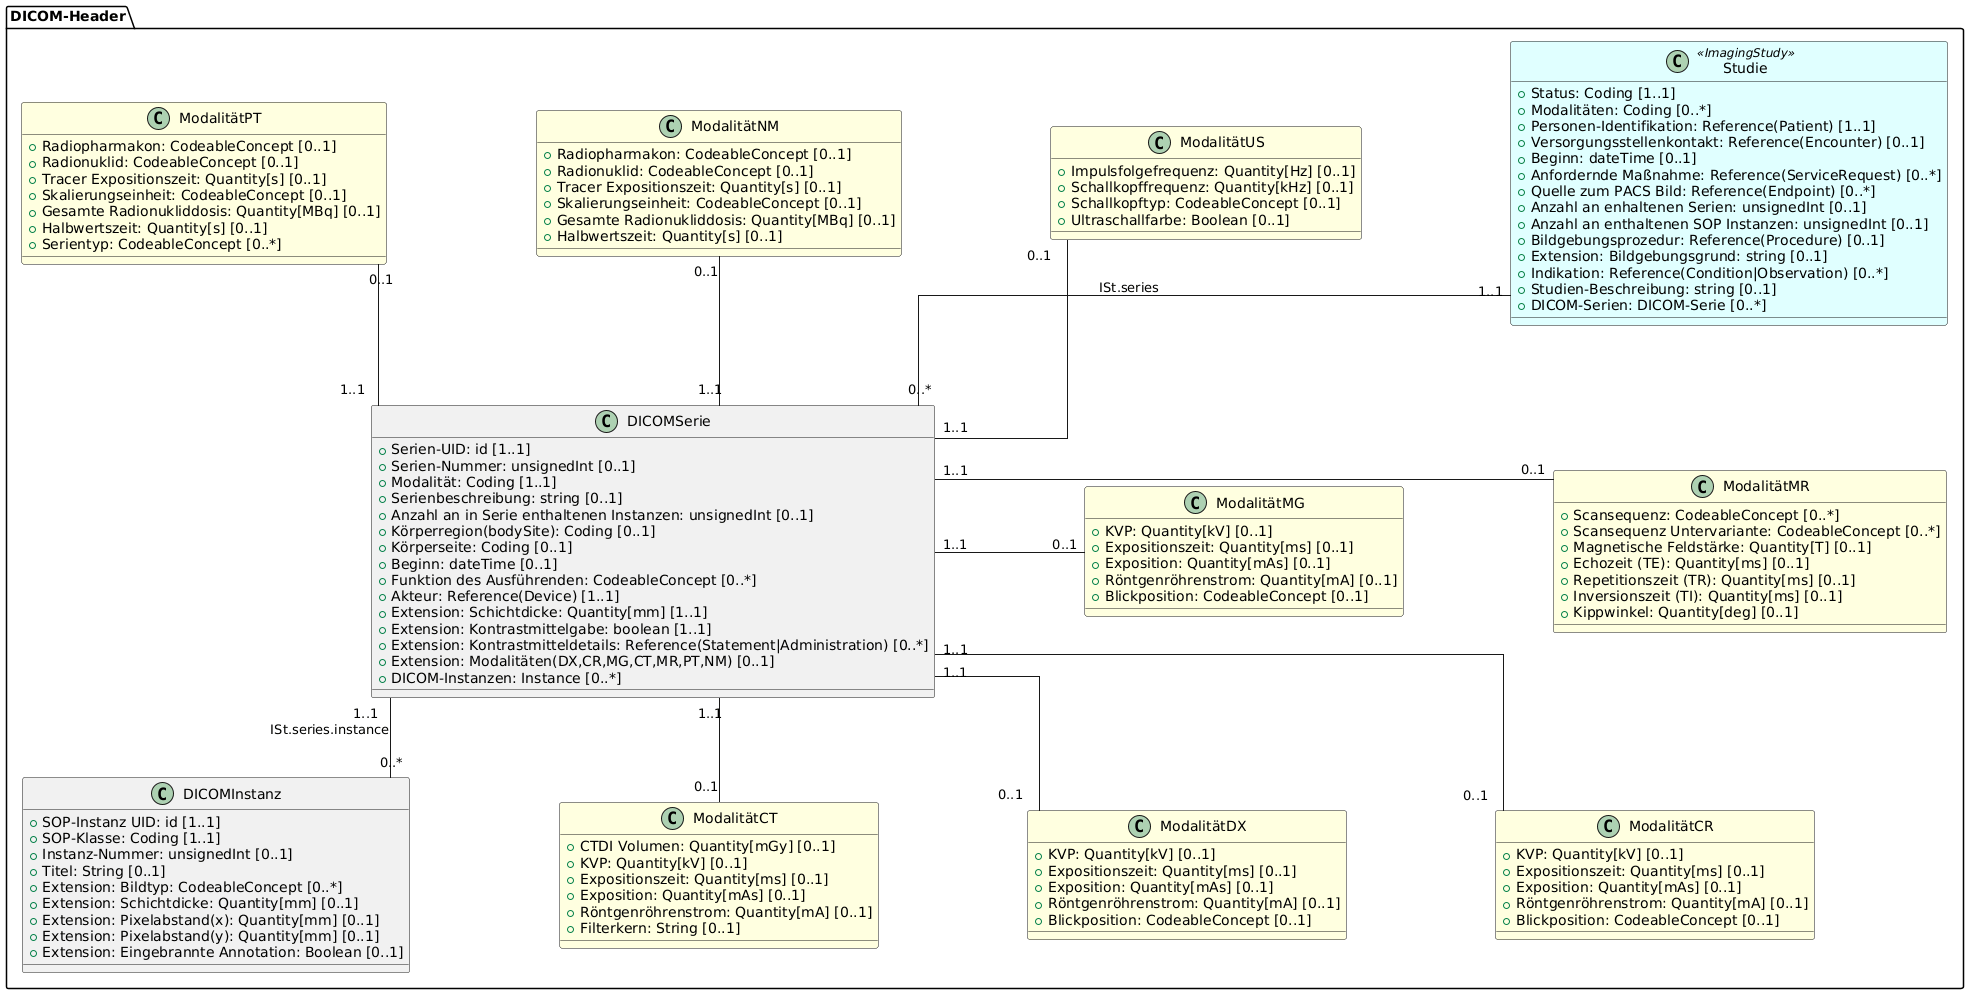 DICOM-Header
«ImagingStudy»
Studie
Status: Coding [1..1]
Modalitäten: Coding [0..*]
Personen-Identifikation: Reference(Patient) [1..1]
Versorgungsstellenkontakt: Reference(Encounter) [0..1]
Beginn: dateTime [0..1]
Anfordernde Maßnahme: Reference(ServiceRequest) [0..*]
Quelle zum PACS Bild: Reference(Endpoint) [0..*]
Anzahl an enhaltenen Serien: unsignedInt [0..1]
Anzahl an enthaltenen SOP Instanzen: unsignedInt [0..1]
Bildgebungsprozedur: Reference(Procedure) [0..1]
Extension: Bildgebungsgrund: string [0..1]
Indikation: Reference(Condition|Observation) [0..*]
Studien-Beschreibung: string [0..1]
DICOM-Serien: DICOM-Serie [0..*]
ModalitätPT
Radiopharmakon: CodeableConcept [0..1]
Radionuklid: CodeableConcept [0..1]
Tracer Expositionszeit: Quantity[s] [0..1]
Skalierungseinheit: CodeableConcept [0..1]
Gesamte Radionukliddosis: Quantity[MBq] [0..1]
Halbwertszeit: Quantity[s] [0..1]
Serientyp: CodeableConcept [0..*]
ModalitätNM
Radiopharmakon: CodeableConcept [0..1]
Radionuklid: CodeableConcept [0..1]
Tracer Expositionszeit: Quantity[s] [0..1]
Skalierungseinheit: CodeableConcept [0..1]
Gesamte Radionukliddosis: Quantity[MBq] [0..1]
Halbwertszeit: Quantity[s] [0..1]
ModalitätUS
Impulsfolgefrequenz: Quantity[Hz] [0..1]
Schallkopffrequenz: Quantity[kHz] [0..1]
Schallkopftyp: CodeableConcept [0..1]
Ultraschallfarbe: Boolean [0..1]
0..1
0..1
0..1
ISt.series
1..1
1..1
1..1
0..*
DICOMSerie
Serien-UID: id [1..1]
Serien-Nummer: unsignedInt [0..1]
Modalität: Coding [1..1]
Serienbeschreibung: string [0..1]
Anzahl an in Serie enthaltenen Instanzen: unsignedInt [0..1]
Körperregion(bodySite): Coding [0..1]
Körperseite: Coding [0..1]
Beginn: dateTime [0..1]
Funktion des Ausführenden: CodeableConcept [0..*]
Akteur: Reference(Device) [1..1]
Extension: Schichtdicke: Quantity[mm] [1..1]
Extension: Kontrastmittelgabe: boolean [1..1]
Extension: Kontrastmitteldetails: Reference(Statement|Administration) [0..*]
Extension: Modalitäten(DX,CR,MG,CT,MR,PT,NM) [0..1]
DICOM-Instanzen: Instance [0..*]
1..1
1..1
0..1
1..1
0..1
1..1
1..1
ModalitätMG
KVP: Quantity[kV] [0..1]
Expositionszeit: Quantity[ms] [0..1]
Exposition: Quantity[mAs] [0..1]
Röntgenröhrenstrom: Quantity[mA] [0..1]
Blickposition: CodeableConcept [0..1]
ModalitätMR
Scansequenz: CodeableConcept [0..*]
Scansequenz Untervariante: CodeableConcept [0..*]
Magnetische Feldstärke: Quantity[T] [0..1]
Echozeit (TE): Quantity[ms] [0..1]
Repetitionszeit (TR): Quantity[ms] [0..1]
Inversionszeit (TI): Quantity[ms] [0..1]
Kippwinkel: Quantity[deg] [0..1]
1..1
ISt.series.instance
0..*
1..1
0..1
0..1
0..1
DICOMInstanz
SOP-Instanz UID: id [1..1]
SOP-Klasse: Coding [1..1]
Instanz-Nummer: unsignedInt [0..1]
Titel: String [0..1]
Extension: Bildtyp: CodeableConcept [0..*]
Extension: Schichtdicke: Quantity[mm] [0..1]
Extension: Pixelabstand(x): Quantity[mm] [0..1]
Extension: Pixelabstand(y): Quantity[mm] [0..1]
Extension: Eingebrannte Annotation: Boolean [0..1]
ModalitätCT
CTDI Volumen: Quantity[mGy] [0..1]
KVP: Quantity[kV] [0..1]
Expositionszeit: Quantity[ms] [0..1]
Exposition: Quantity[mAs] [0..1]
Röntgenröhrenstrom: Quantity[mA] [0..1]
Filterkern: String [0..1]
ModalitätDX
KVP: Quantity[kV] [0..1]
Expositionszeit: Quantity[ms] [0..1]
Exposition: Quantity[mAs] [0..1]
Röntgenröhrenstrom: Quantity[mA] [0..1]
Blickposition: CodeableConcept [0..1]
ModalitätCR
KVP: Quantity[kV] [0..1]
Expositionszeit: Quantity[ms] [0..1]
Exposition: Quantity[mAs] [0..1]
Röntgenröhrenstrom: Quantity[mA] [0..1]
Blickposition: CodeableConcept [0..1]